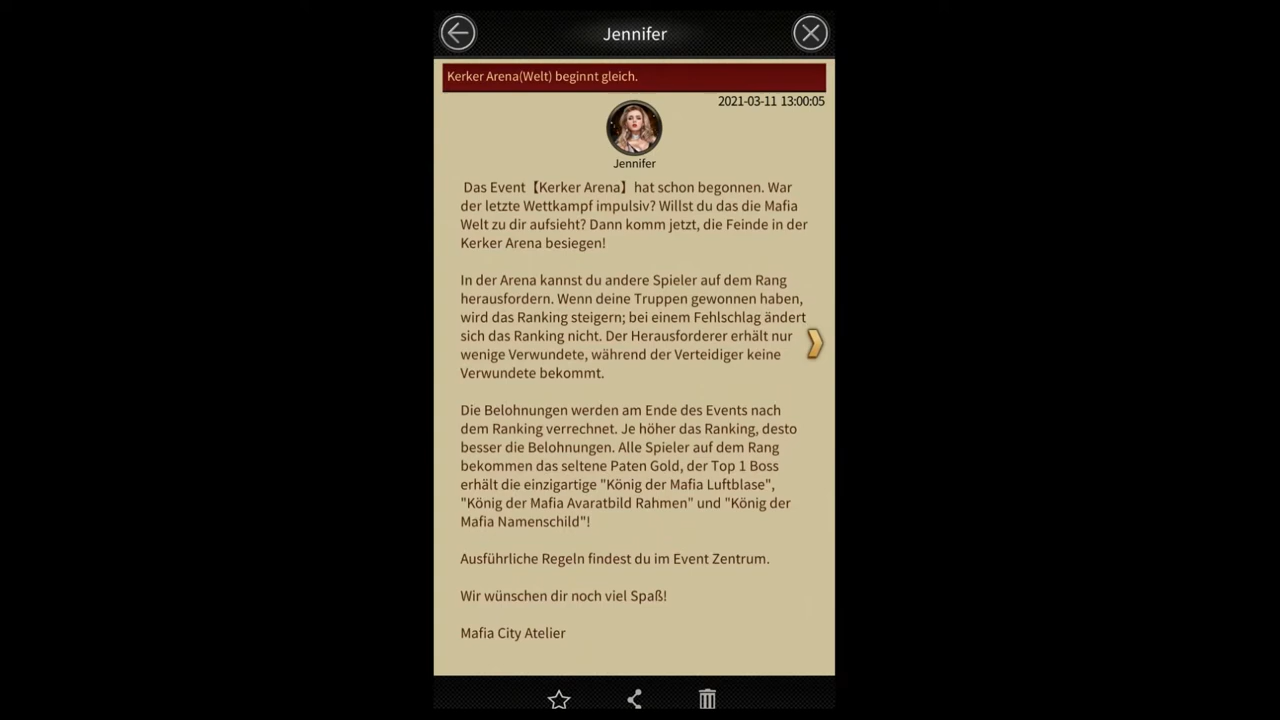 Jennifer
Kerker Arena(Welt) beginnt gleich.
2021-03-11 13:00:05
Jennifer
Das Event【Kerker Arena】hat schon begonnen. War
der letzte Wettkampf impulsiv? Willst du das die Mafia
Welt zu dir aufsieht? Dann komm jetzt, die Feinde in der
Kerker Arena besiegen!
In der Arena kannst du andere Spieler auf dem Rang
herausfordern. Wenn deine Truppen gewonnen haben,
wird das Ranking steigern; bei einem Fehlschlag ändert
sich das Ranking nicht. Der Herausforderer erhält nur
wenige Verwundete, während der Verteidiger keine
Verwundete bekommt.
Die Belohnungen werden am Ende des Events nach
dem Ranking verrechnet. Je höher das Ranking, desto
besser die Belohnungen. Alle Spieler auf dem Rang
bekommen das seltene Paten Gold, der Top 1 Boss
erhält die einzigartige "König der Mafia Luftblase",
"König der Mafia Avaratbild Rahmen" und "König der
Mafia Namenschild"!
Ausführliche Regeln findest du im Event Zentrum.
Wir wünschen dir noch viel Spaß!
Mafia City Atelier